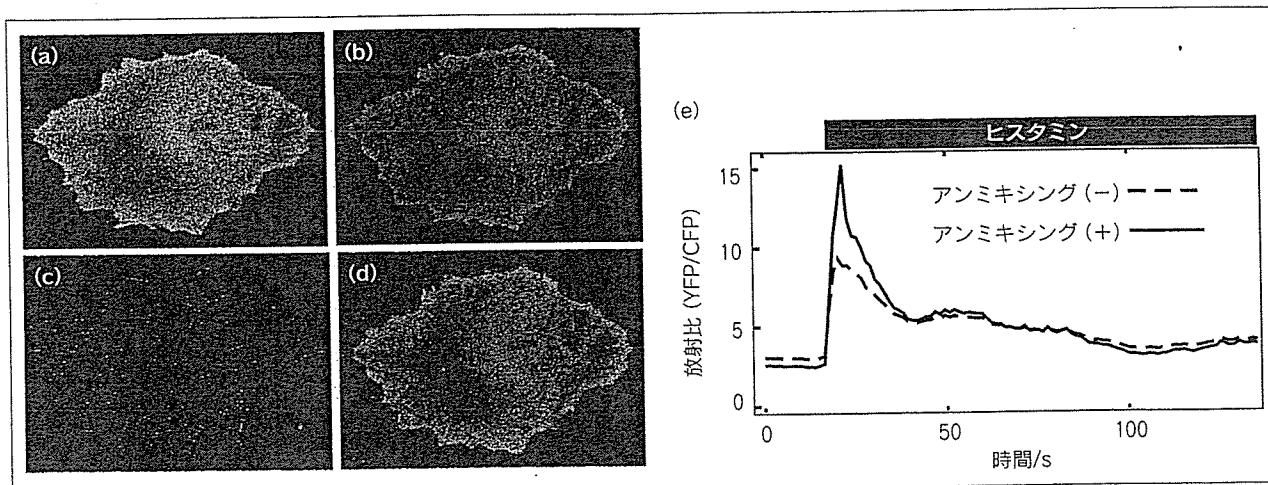 (a)
(b)
(c)
(d)
(e)
ヒスタミン
アンミキシング (−)
アンミキシング (+)
放射比 (YFP/CFP)
15
10
5
0
0
50
100
時間/s